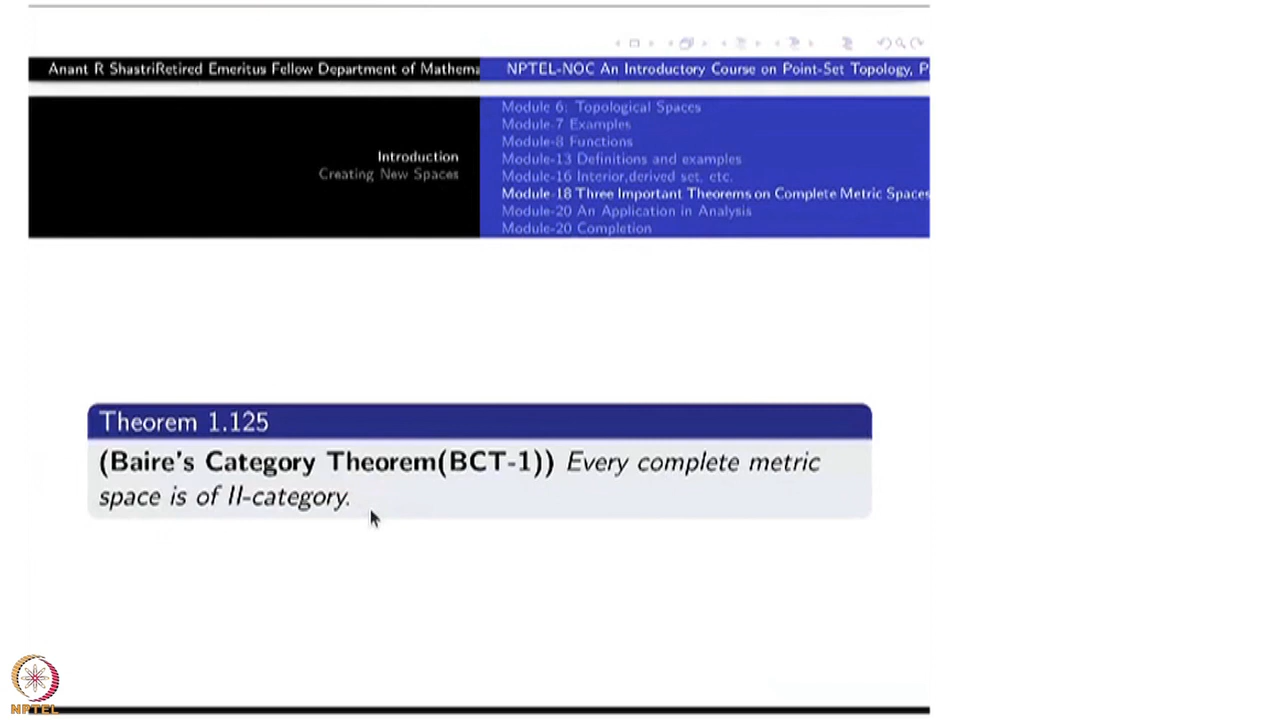 Anant R ShastriRetired Emeritus Fellow Department of Mathema
NPTEL-NOC An Introductory Course on Point-Set Topology, P
Introduction
Creating New Spaces
Module 6: Topological Spaces
Module-7 Examples
Module-8 Functions
Module-13 Definitions and examples
Module-16 Interior,derived set, etc.
Module-18 Three Important Theorems on Complete Metric Spaces
Module-20 An Application in Analysis
Module-20 Completion
Theorem 1.125
(Baire's Category Theorem(BCT-1)) Every complete metric
space is of II-category.
NPTEL